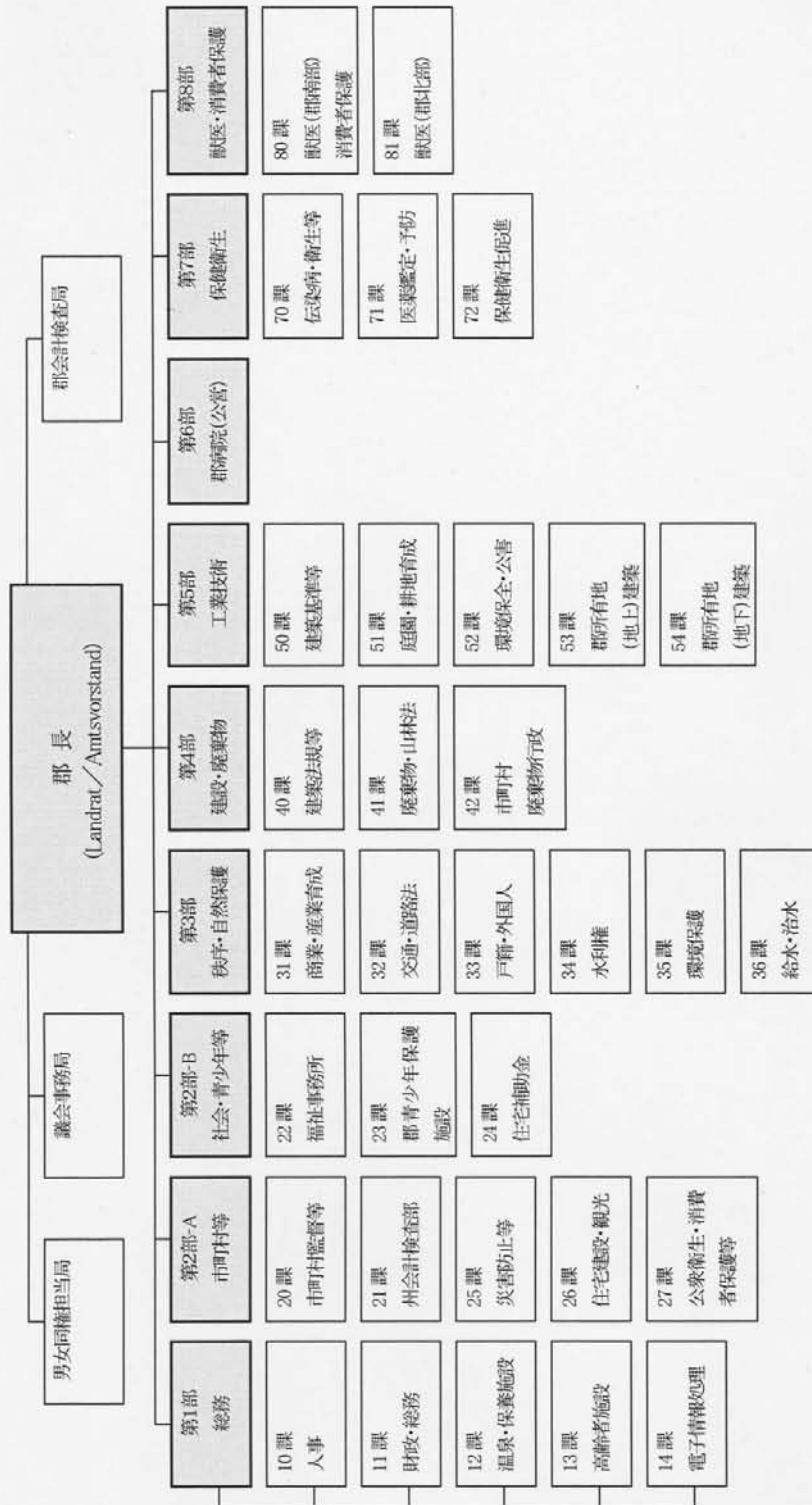 郡長
(Landrat／Amtsvorstand)
男女同権担当局
議会事務局
郡会計検査局
第1部
総務
10 課
人事
11 課
財政・総務
12 課
温泉・保養施設
13 課
高齢者施設
14 課
電子情報処理
第2部-A
市町村等
20 課
市町村監督等
21 課
州会計検査部
25 課
災害防止等
26 課
住宅建設・観光
27 課
公衆衛生・消費
者保護等
第2部-B
社会・青少年等
22 課
福祉事務所
23 課
郡青少年保護
施設
24 課
住宅補助金
第3部
秩序・自然保護
31 課
商業・産業育成
32 課
交通・道路法
33 課
戸籍・外国人
34 課
水利権
35 課
環境保護
36 課
給水・治水
第4部
建設・廃棄物
40 課
建築法規等
41 課
廃棄物・山林法
42 課
市町村
廃棄物行政
第5部
工業技術
50 課
建築基準等
51 課
庭園・耕地育成
52 課
環境保全・公害
53 課
郡所有地
(地上)建築
54 課
郡所有地
(地下)建築
第6部
郡病院(公営)
第7部
保健衛生
70 課
伝染病・衛生等
71 課
医薬鑑定・予防
72 課
保健衛生促進
第8部
獣医・消費者保護
80 課
獣医(郡南部)
消費者保護
81 課
獣医(郡北部)